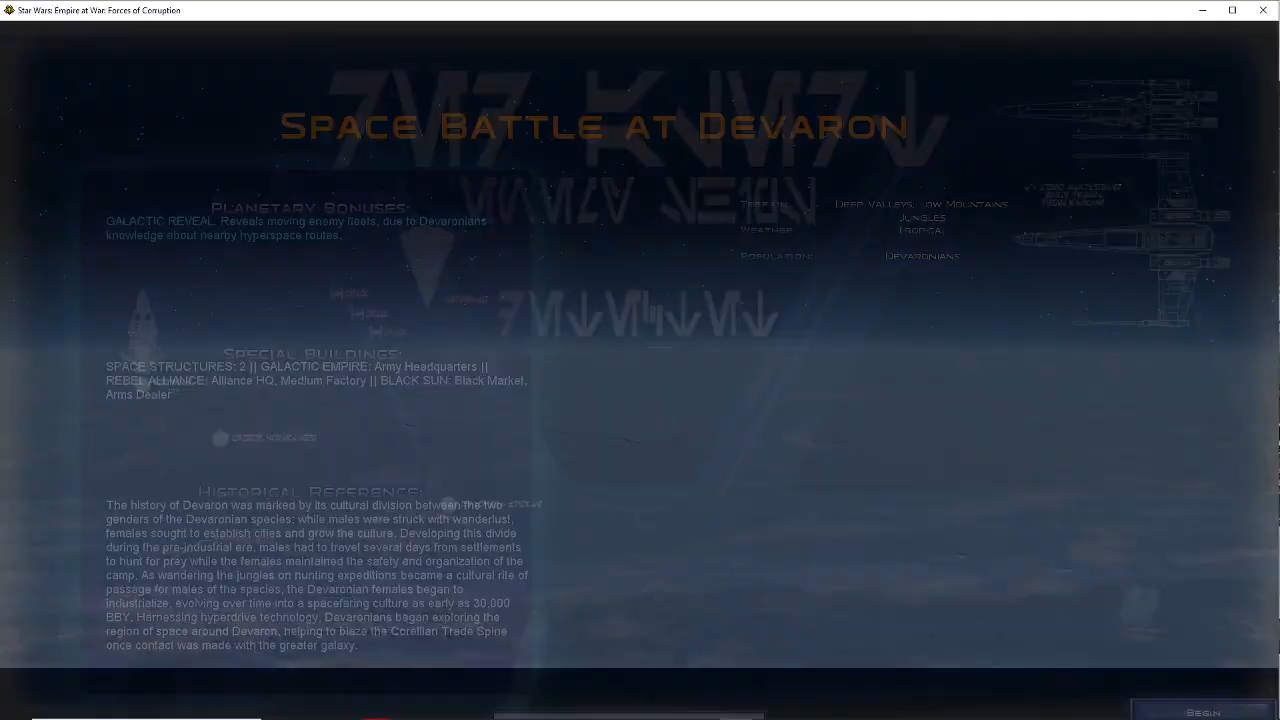 Star Wars: Empire at War: Forces of Corruption
SPACE BATTLE AT DEVARON
PLANETARY BONUSES:
GALACTIC REVEAL. Reveals moving enemy fleets, due to Devaronians
knowledge about nearby hyperspace routes.
TERRAIN: DEEP VALLEYS, LOW MOUNTAINS
JUNGLES
WEATHER: TROPICAL
POPULATION: DEVARONIANS
SPECIAL BUILDINGS:
SPACE STRUCTURES: 2 || GALACTIC EMPIRE: Army Headquarters ||
REBEL ALLIANCE: Alliance HQ, Medium Factory || BLACK SUN: Black Market,
Arms Dealer
HISTORICAL REFERENCE:
The history of Devaron was marked by its cultural division between the two
genders of the Devaronian species; while males were struck with wanderlust,
females sought to establish cities and grow the culture. Developing this divide
during the pre-industrial era, males had to travel several days from settlements
to hunt for prey while the females maintained the safety and organization of the
camp. As wandering the jungles on hunting expeditions became a cultural rite of
passage for males of the species, the Devaronian females began to
industrialize, evolving over time into a spacefaring culture as early as 30,000
BBY. Harnessing hyperdrive technology, Davaronians began exploring the
region of space around Devaron, helping to blaze the Corellian Trade Spine
once contact was made with the greater galaxy.
BEGIN